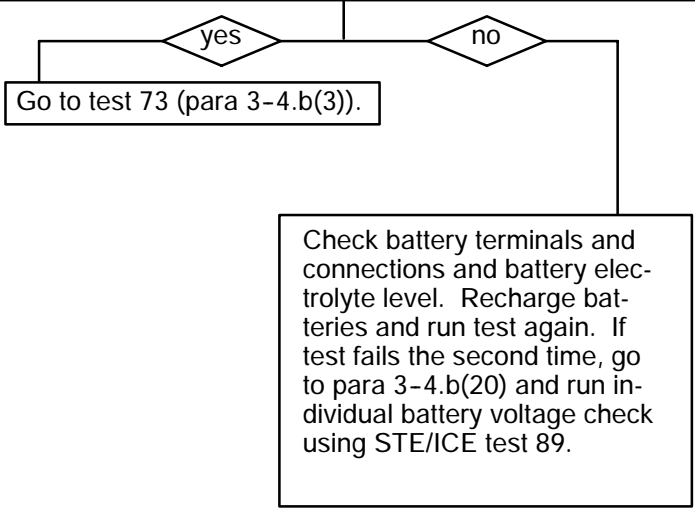 yes
no
Go to test 73 (para 3-4.b(3)).
Check battery terminals and
connections and battery elec-
trolyte level.  Recharge bat-
teries and run test again.  If
test fails the second time, go
to para 3-4.b(20) and run in-
dividual battery voltage check
using STE/ICE test 89.